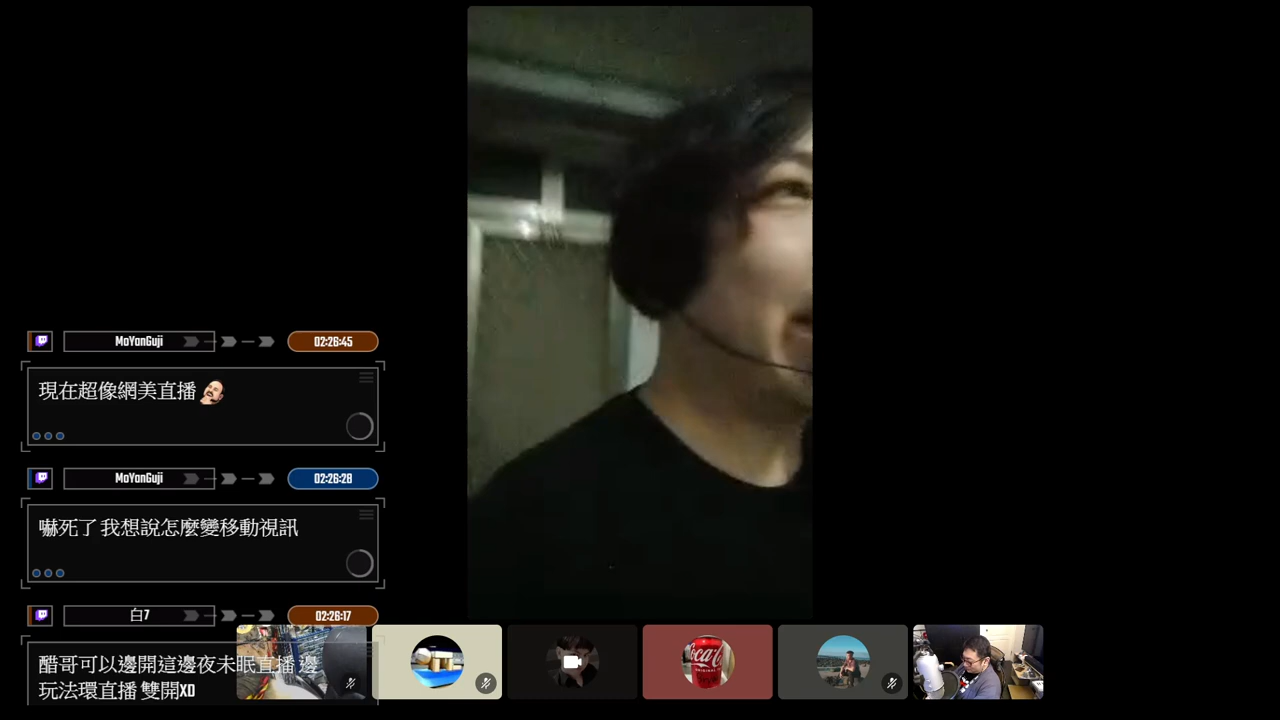 MoYanGuji
02:26:45
現在超像網美直播
MoYanGuji
02:26:28
嚇死了 我想說怎麼變移動視訊
白7
02:26:17
醋哥可以邊開這邊夜未眠直播 邊
玩法環直播 雙開XD
Coca-Cola